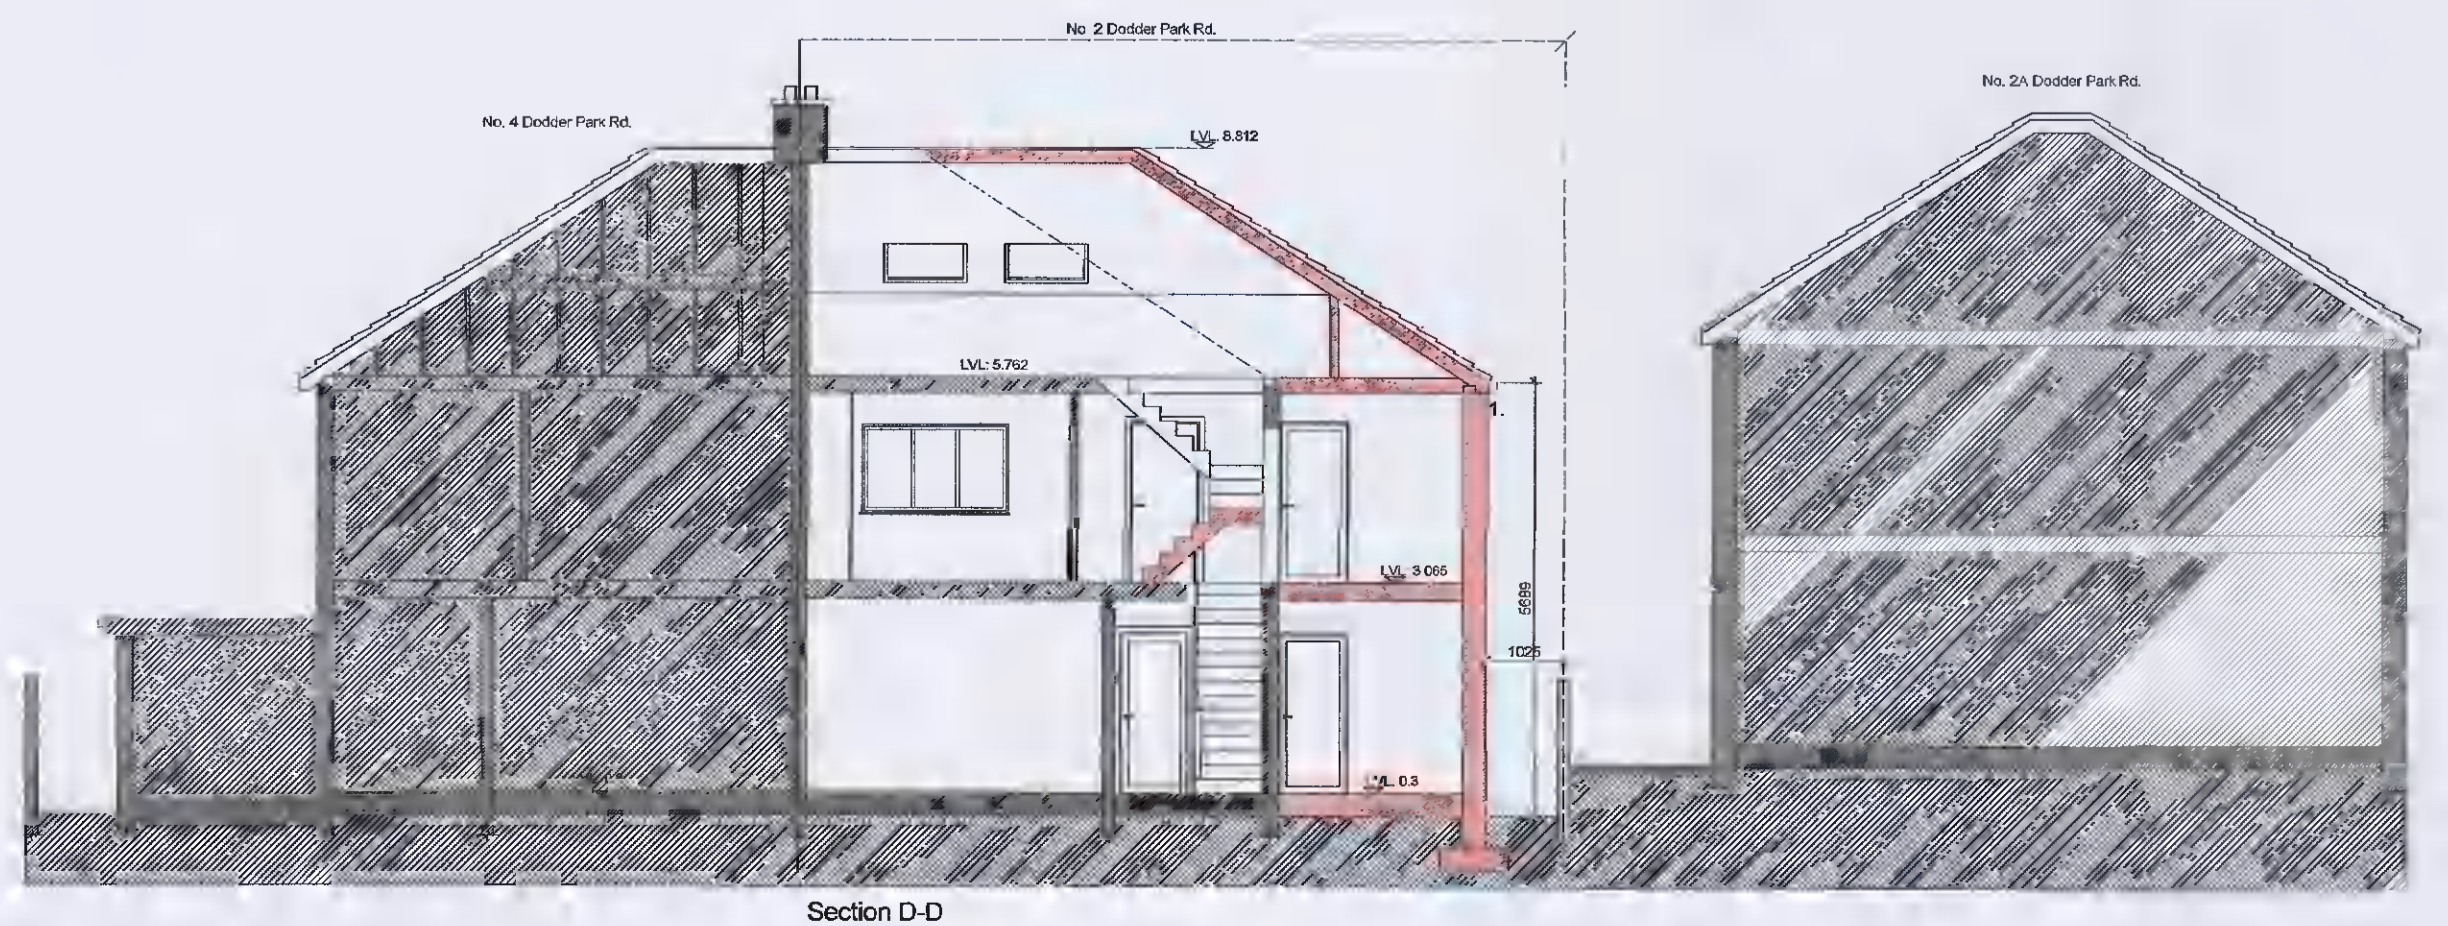 No 2 Dodder Park Rd.
No. 2A Dodder Park Rd.
No. 4 Dodder Park Rd.
LVL. 8.812
LVL: 5.762
1.
LVL 3 065
5689
1025
VL 0.3
Section D-D